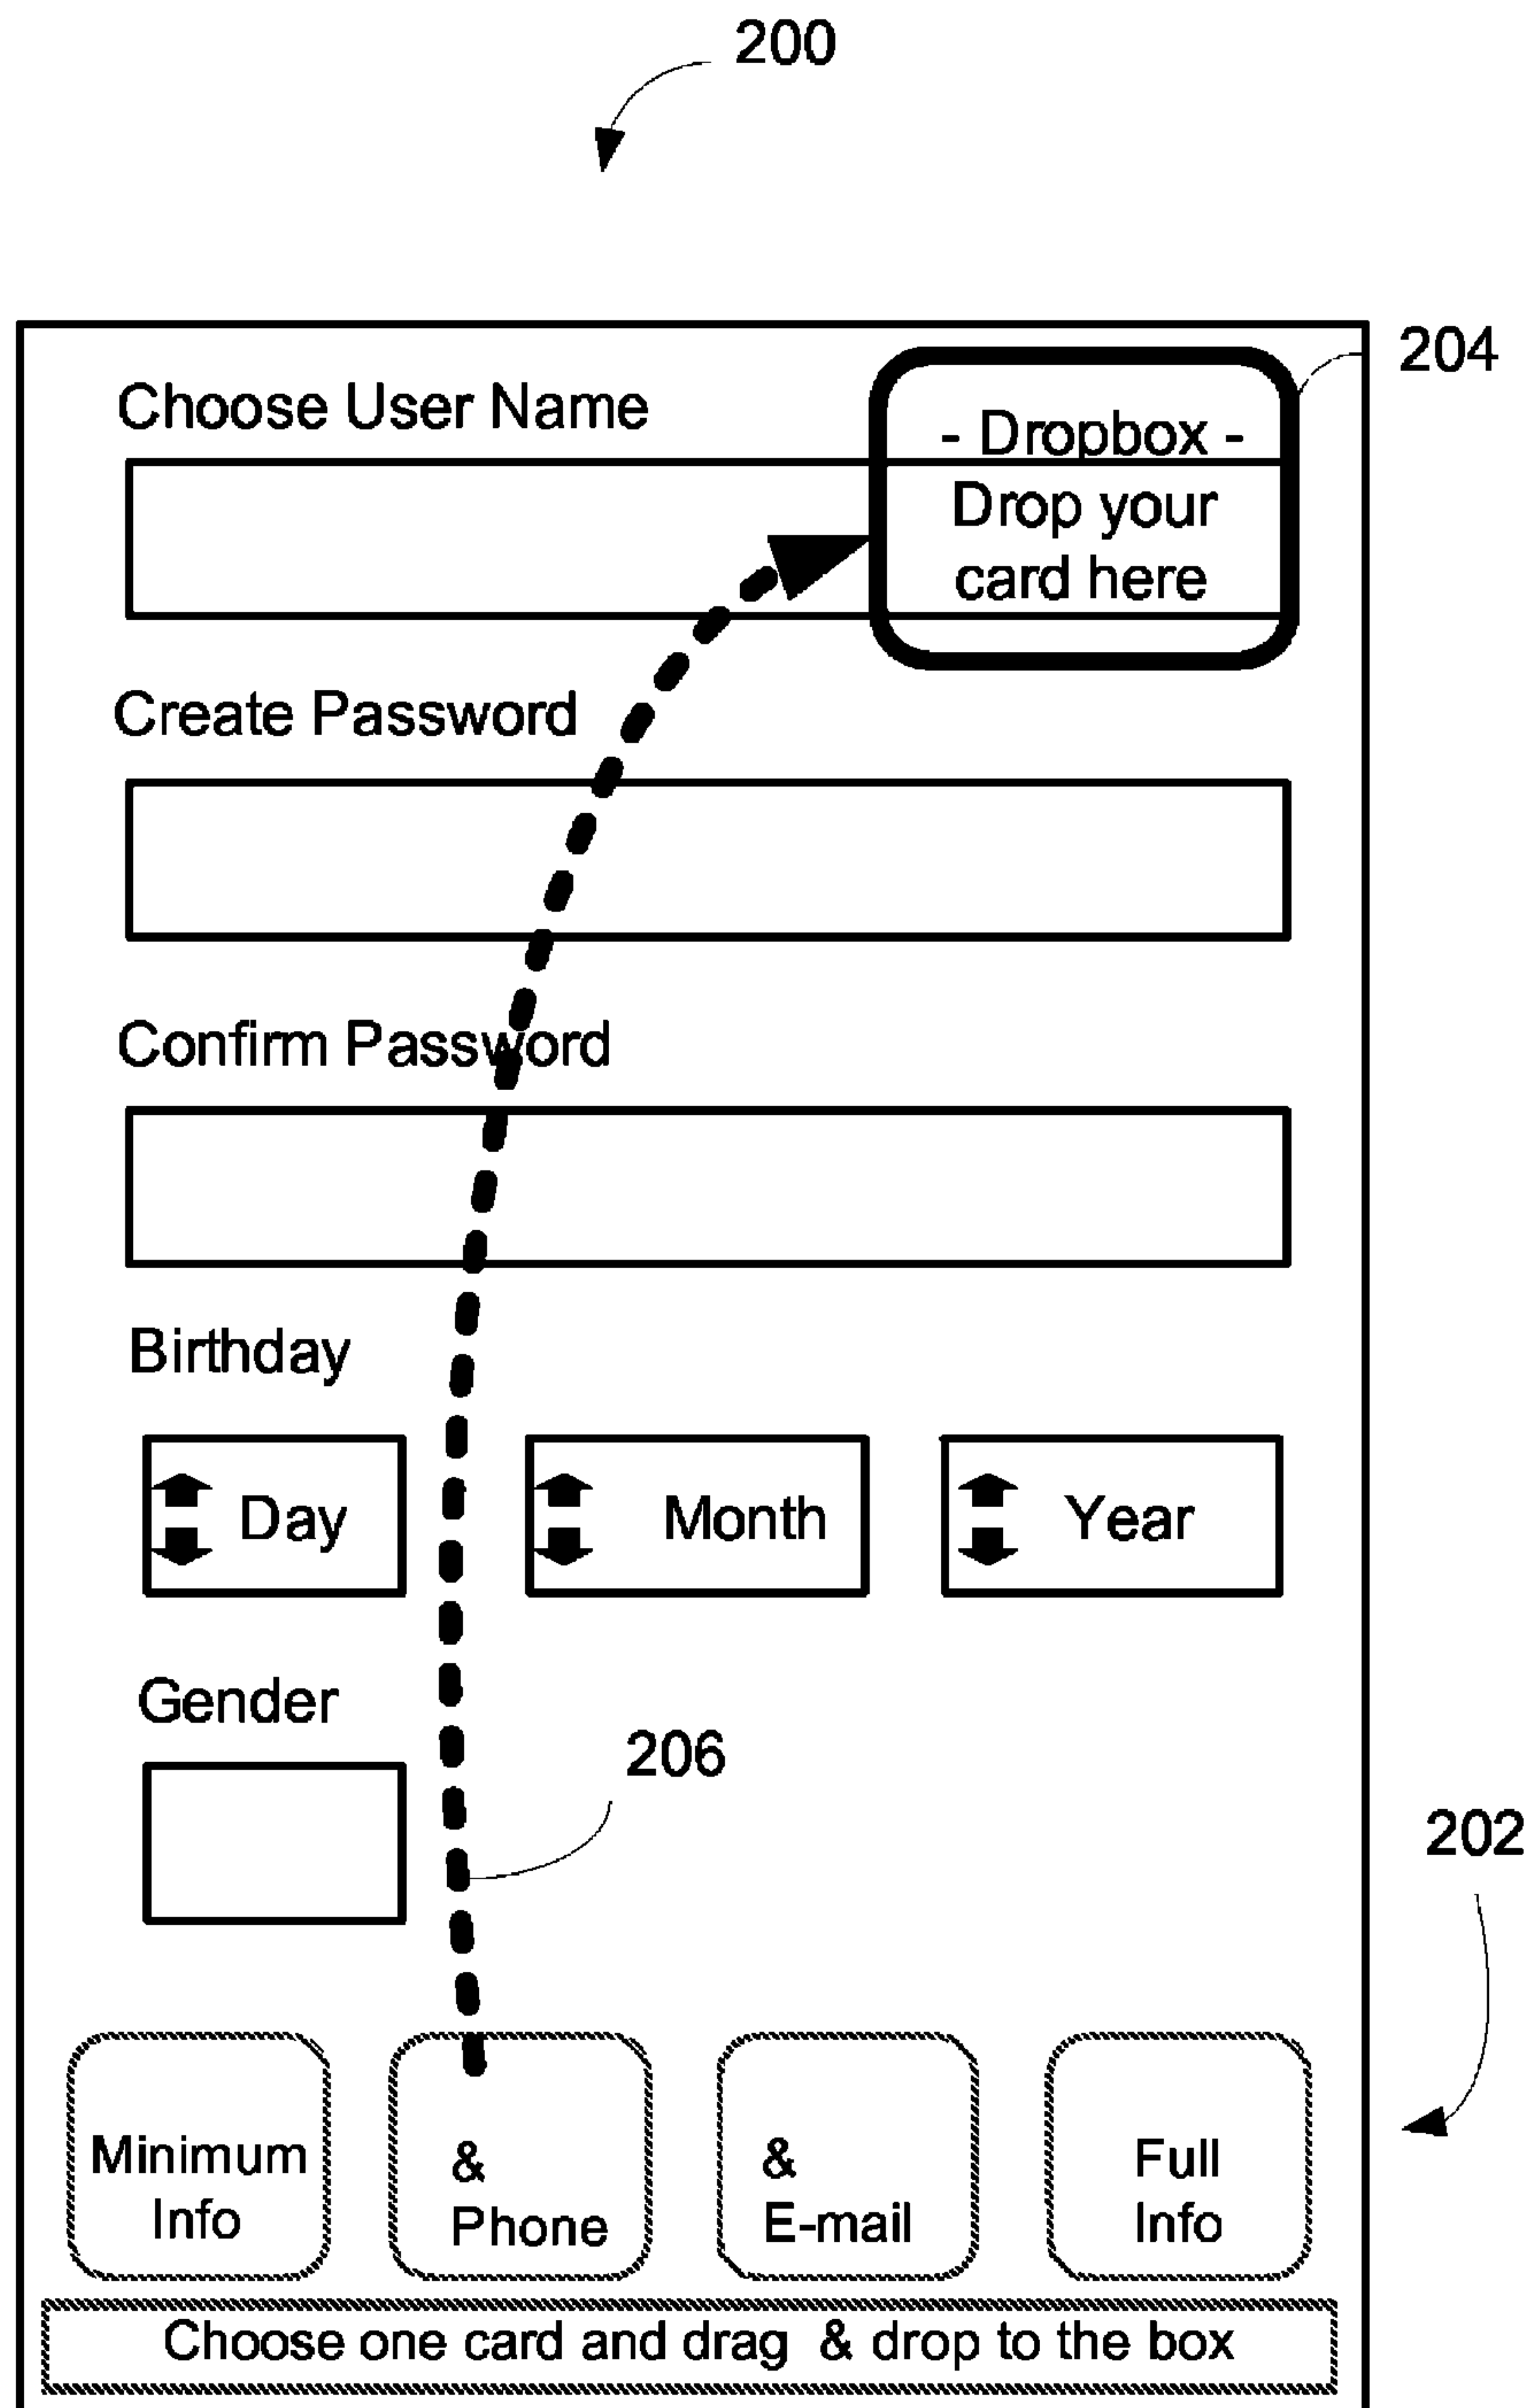 200
204
Choose User Name
- Dropbox -
Drop your
card here
Create Password
Confirm Password
Birthday
Day
Month
Year
Gender
206
202
Minimum
Info
&
Phone
&
E-mail
Full
Info
Choose one card and drag & drop to the box